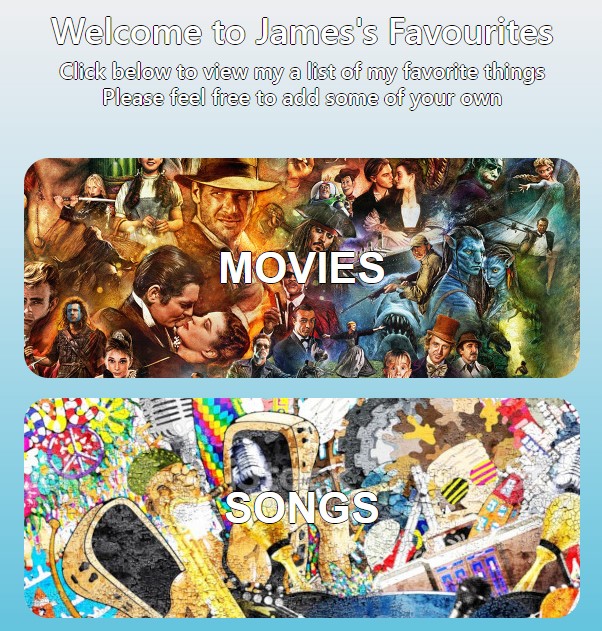 Welcome to James's Favourites
Click below to view my a list of my favorite things
Please feel free to add some of your own
MOVIES
SONGS